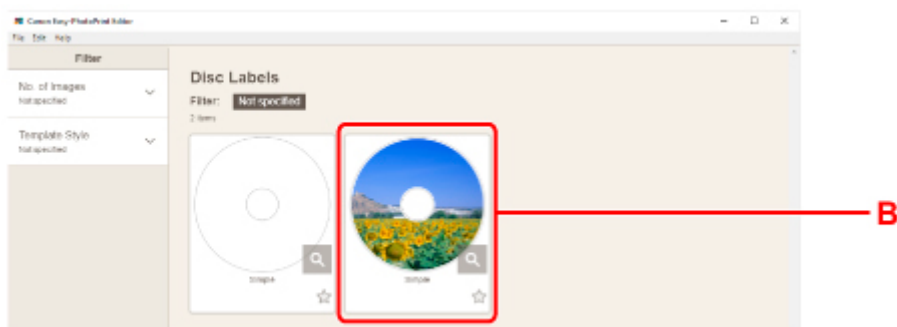 Canon Easy-PhotoPrint Editor
File Edit Help
Filter
No. of Images
Not specified
Template Style
Not specified
Disc Labels
Filter: Not specified
2 items
Simple
Simple
B